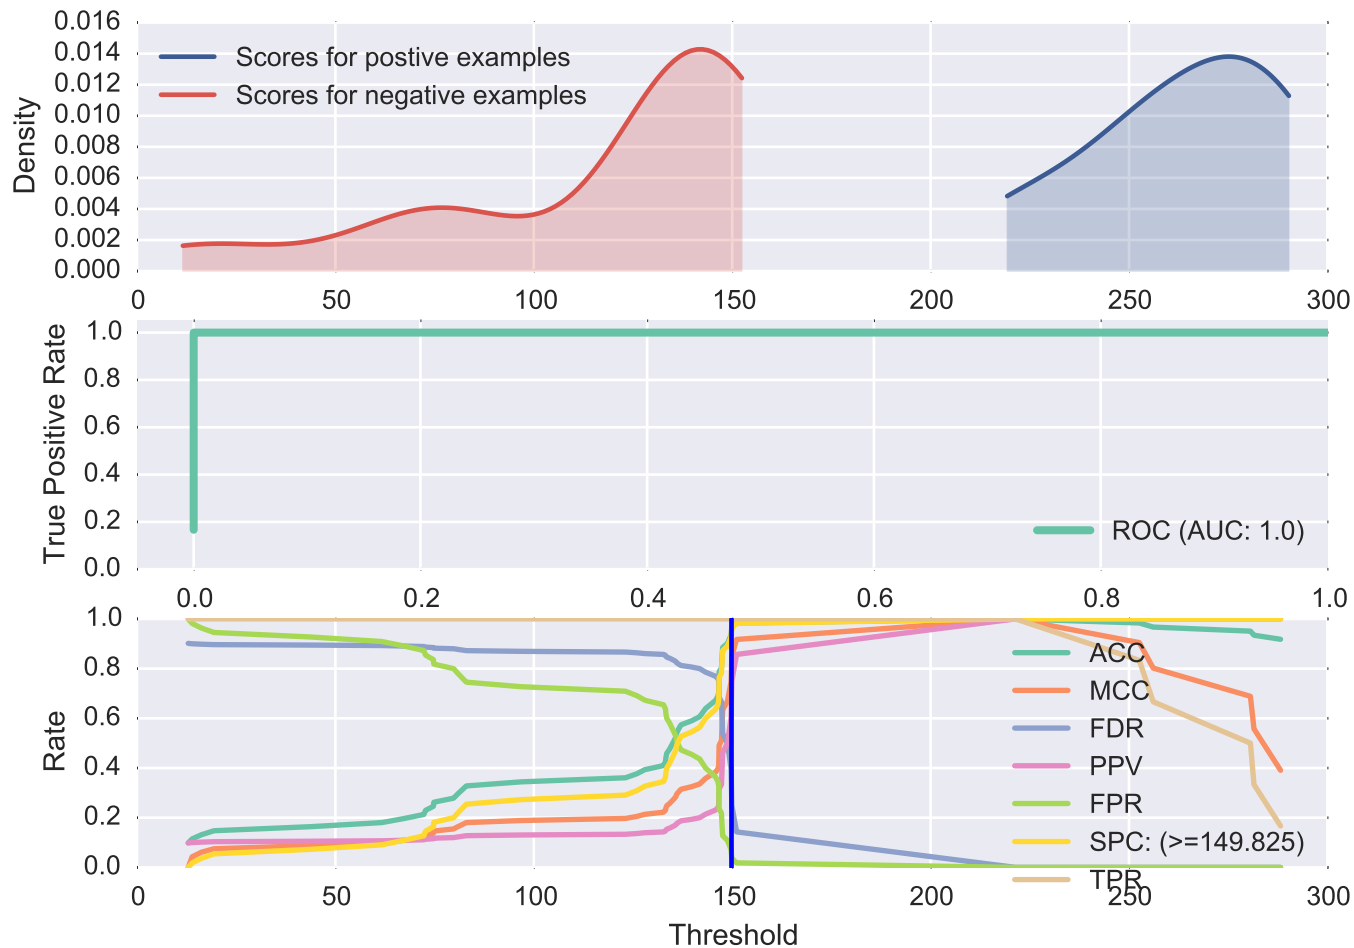 0.016
0.014
0.012
0.010
0.008
0.006
0.004
0.002
0.000
Density
Scores for postive examples
Scores for negative examples
0 50 100 150 200 250 300
1.0
0.8
0.6
0.4
0.2
0.0
True Positive Rate
ROC (AUC: 1.0)
0.0 0.2 0.4 0.6 0.8 1.0
1.0
0.8
0.6
0.4
0.2
0.0
Rate
ACC
MCC
FDR
PPV
FPR
SPC: (>=149.825)
TPR
0 50 100 150 200 250 300
Threshold